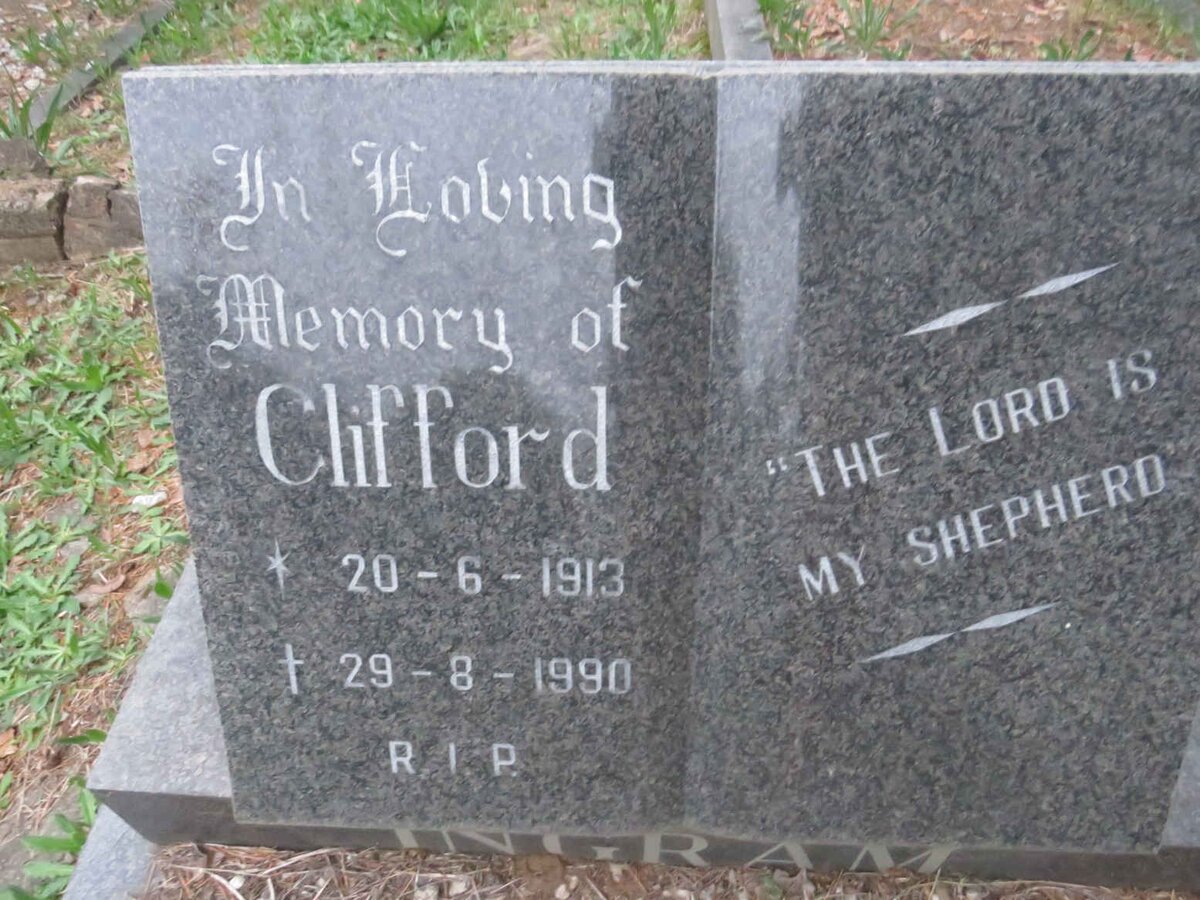 In Loving
Memory of
Clifford
* 20-6-1913
† 29-8-1990
R.I.P.
"THE LORD IS
MY SHEPHERD"
INGRAM